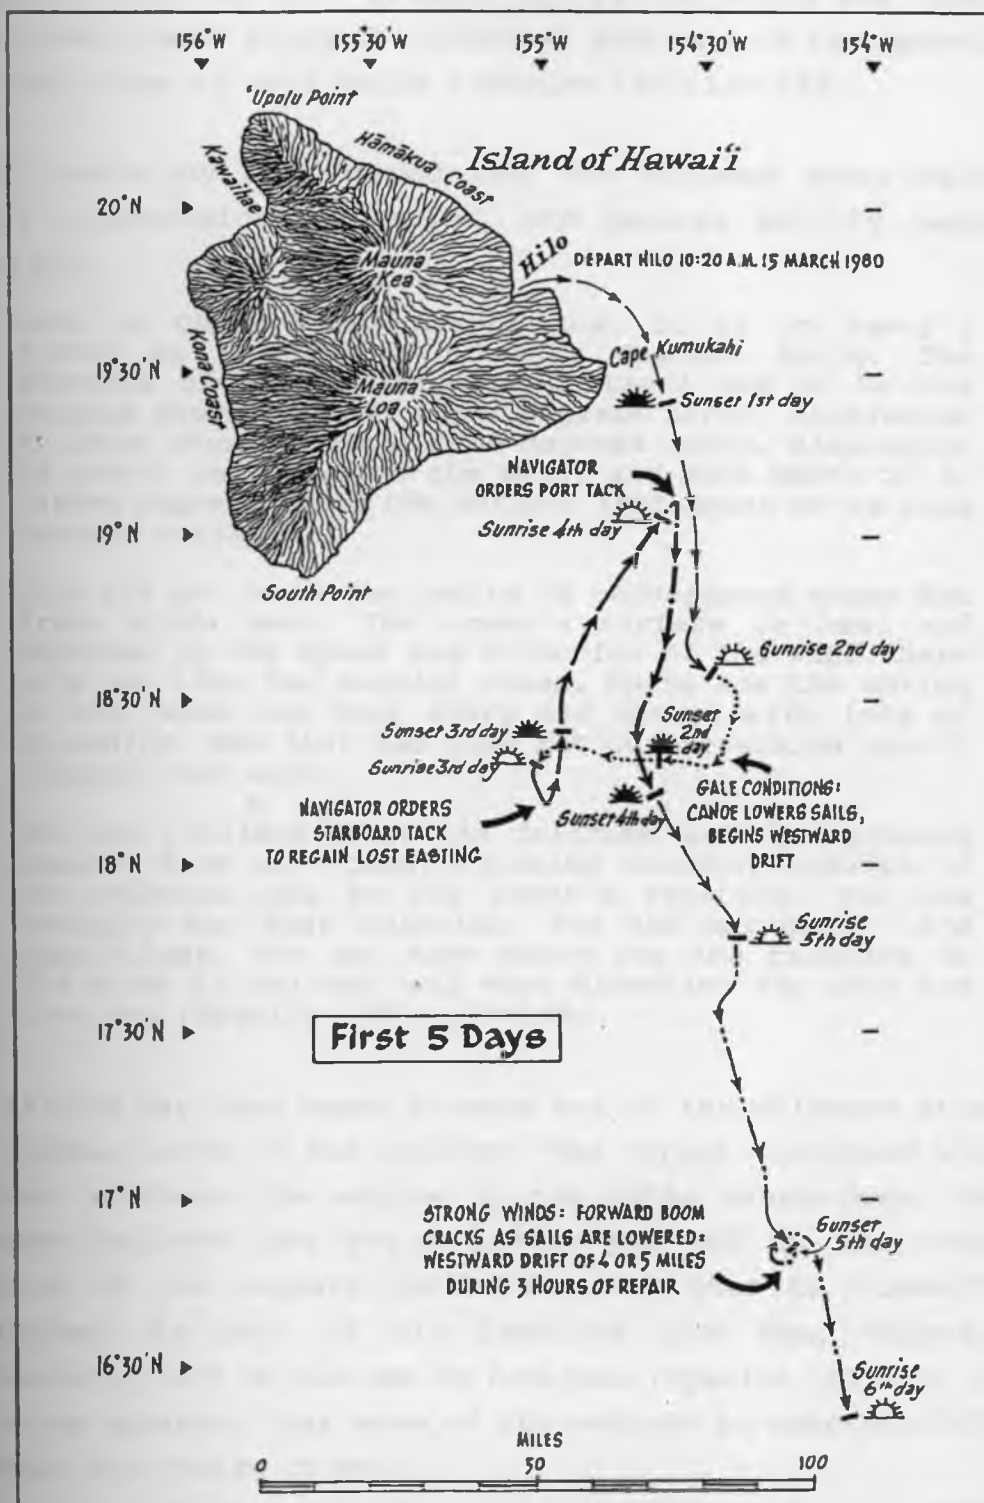 156°W 155°30'W 155°W 154°30'W 154°W
'Upolu Point
Hāmākua Coast
Kawaihae
Island of Hawai'i
20°N
Hilo
Mauna
Kea
DEPART HILO 10:20 A.M. 15 MARCH 1980
Cape Kumukahi
19°30'N
Kona Coast
Mauna
Loa
Sunset 1st day
NAVIGATOR
ORDERS PORT TACK
Sunrise 4th day
19°N
South Point
Sunrise 2nd day
18°30'N
Sunset
2nd
day
Sunset 3rd day
Sunrise 3rd day
GALE CONDITIONS:
CANOE LOWERS SAILS,
BEGINS WESTWARD
DRIFT
Sunset 4th day
NAVIGATOR ORDERS
STARBOARD TACK
TO REGAIN LOST EASTING
18°N
Sunrise
5th day
17°30'N
First 5 Days
17°N
STRONG WINDS: FORWARD BOOM
CRACKS AS SAILS ARE LOWERED:
WESTWARD DRIFT OF 4 OR 5 MILES
DURING 3 HOURS OF REPAIR
Sunset
5th day
16°30'N
Sunrise
6th day
MILES
0 50 100